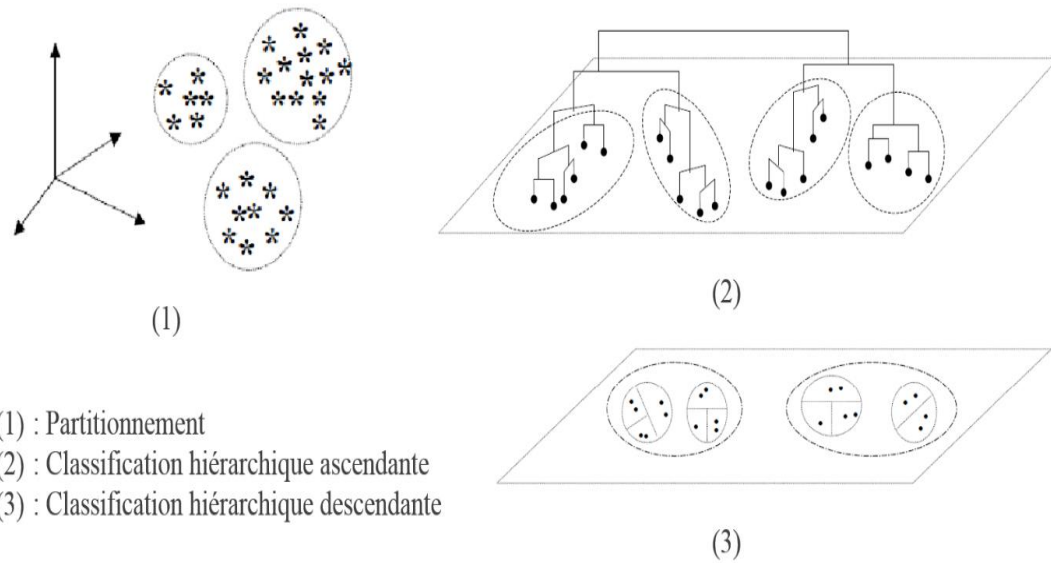 (1)
(2)
(1) : Partitionnement
(2) : Classification hiérarchique ascendante
(3) : Classification hiérarchique descendante
(3)